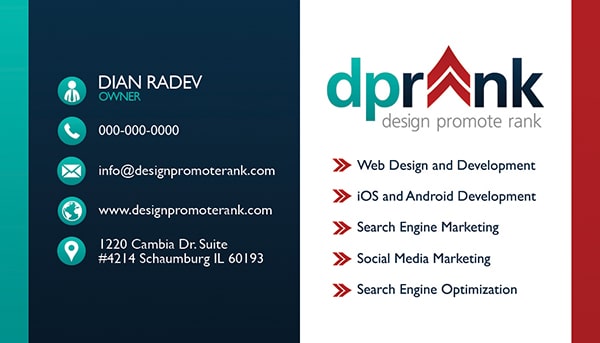 DIAN RADEV
OWNER
000-000-0000
info@designpromoterank.com
www.designpromoterank.com
1220 Cambia Dr. Suite
#4214 Schaumburg IL 60193
dprank
design promote rank
Web Design and Development
iOS and Android Development
Search Engine Marketing
Social Media Marketing
Search Engine Optimization